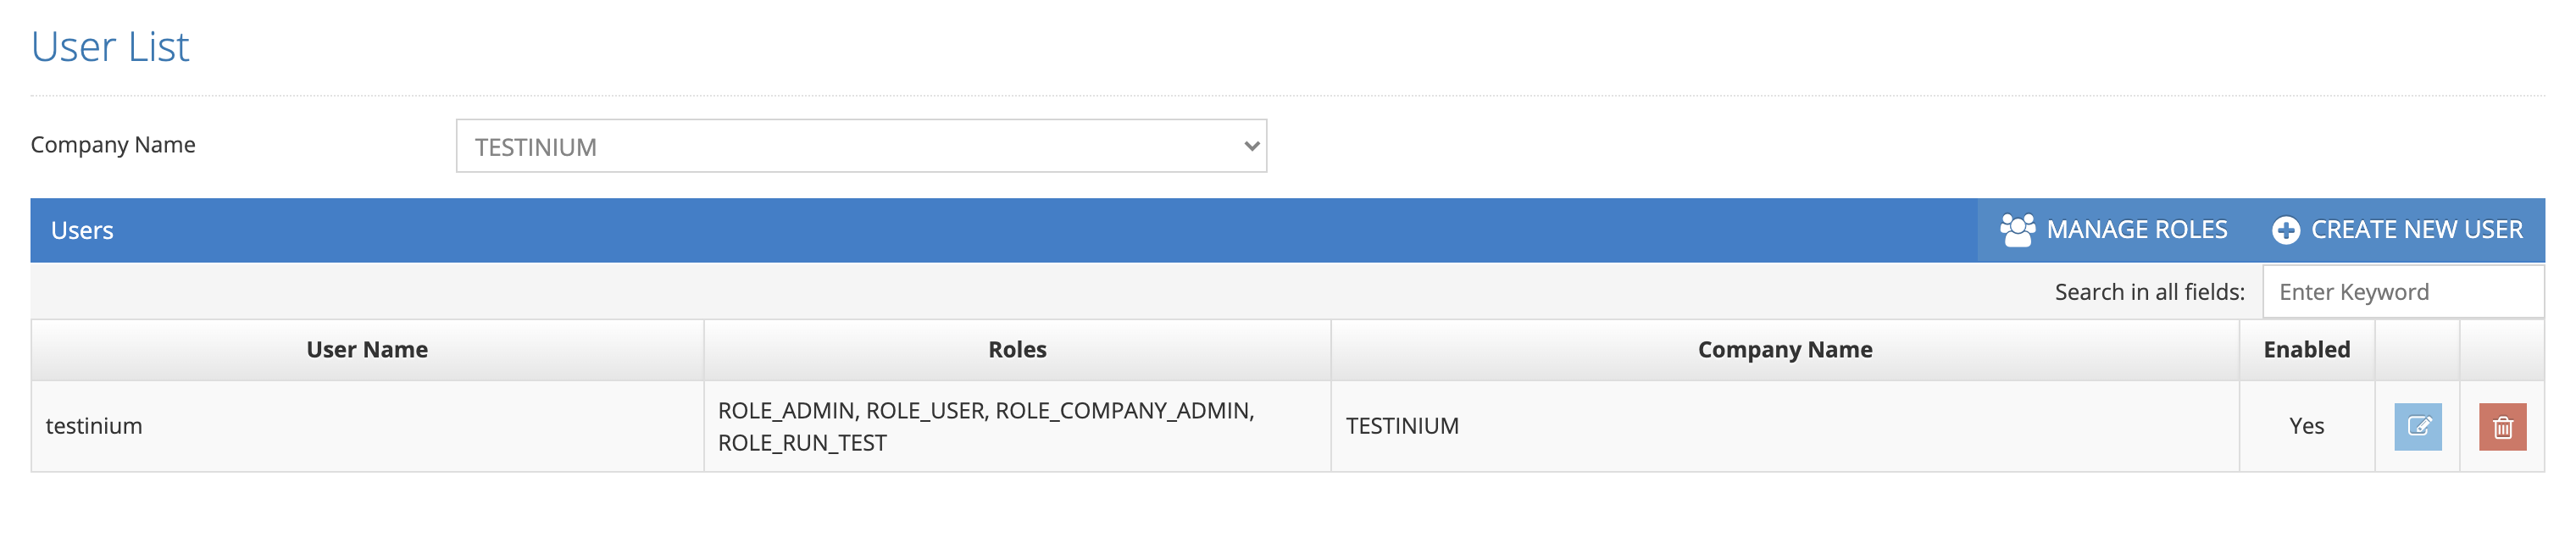 User List
Company Name
TESTINIUM
Users
MANAGE ROLES
CREATE NEW USER
Search in all fields:
Enter Keyword
User Name
Roles
Company Name
Enabled
testinium
ROLE_ADMIN, ROLE_USER, ROLE_COMPANY_ADMIN,
ROLE_RUN_TEST
TESTINIUM
Yes